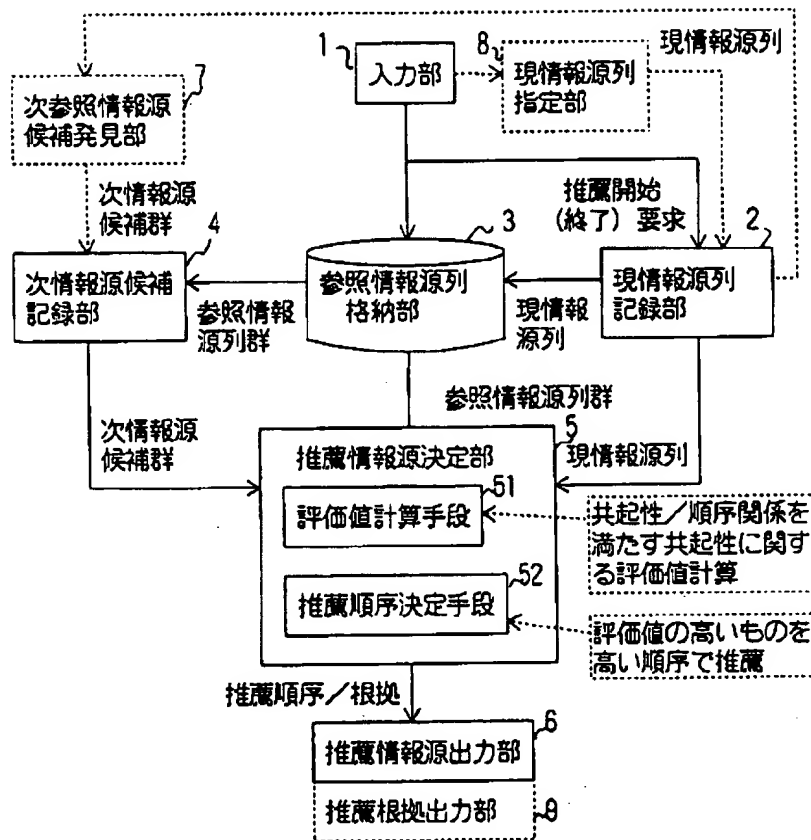 現情報源列
1
8
入力部
現情報源列
指定部
7
次参照情報源
候補発見部
次情報源
候補群
推薦開始
(終了)要求
4
3
2
次情報源候補
記録部
参照情報源列
格納部
現情報源列
記録部
参照情報
源列群
現情報
源列
参照情報源列群
次情報源
候補群
5
推薦情報源決定部
現情報源列
51
評価値計算手段
共起性/順序関係を
満たす共起性に関す
る評価値計算
52
推薦順序決定手段
評価値の高いものを
高い順序で推薦
推薦順序/根拠
6
推薦情報源出力部
推薦根拠出力部
9